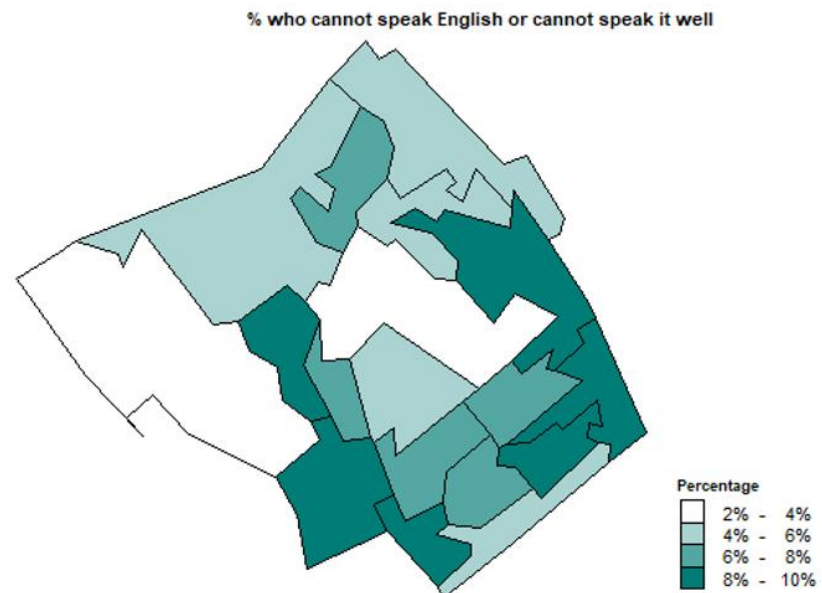 % who cannot speak English or cannot speak it well
Percentage
2% - 4%
4% - 6%
6% - 8%
8% - 10%